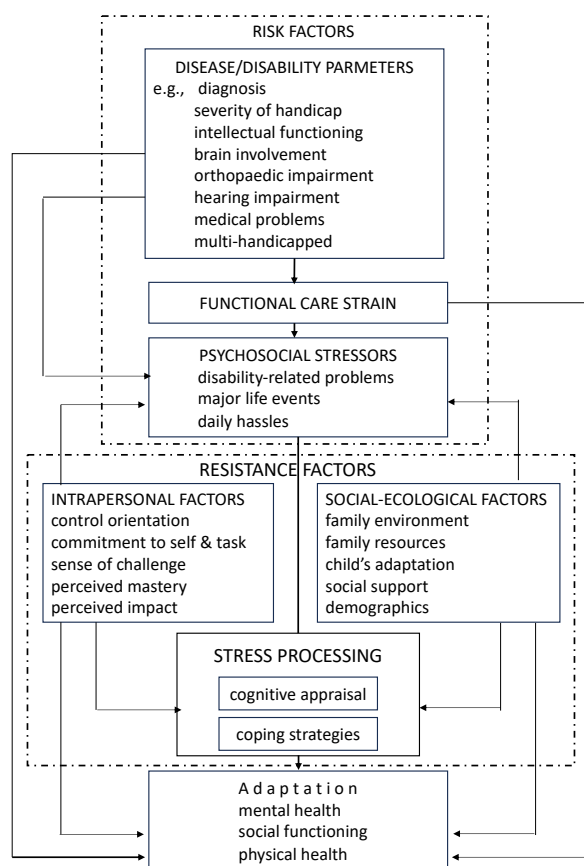 RISK FACTORS
DISEASE/DISABILITY PARMETERS
e.g., diagnosis
severity of handicap
intellectual functioning
brain involvement
orthopaedic impairment
hearing impairment
medical problems
multi-handicapped
FUNCTIONAL CARE STRAIN
PSYCHOSOCIAL STRESSORS
disability-related problems
major life events
daily hassles
RESISTANCE FACTORS
INTRAPERSONAL FACTORS
control orientation
commitment to self & task
sense of challenge
perceived mastery
perceived impact
SOCIAL-ECOLOGICAL FACTORS
family environment
family resources
child's adaptation
social support
demographics
STRESS PROCESSING
cognitive appraisal
coping strategies
A d a p t a t i o n
mental health
social functioning
physical health